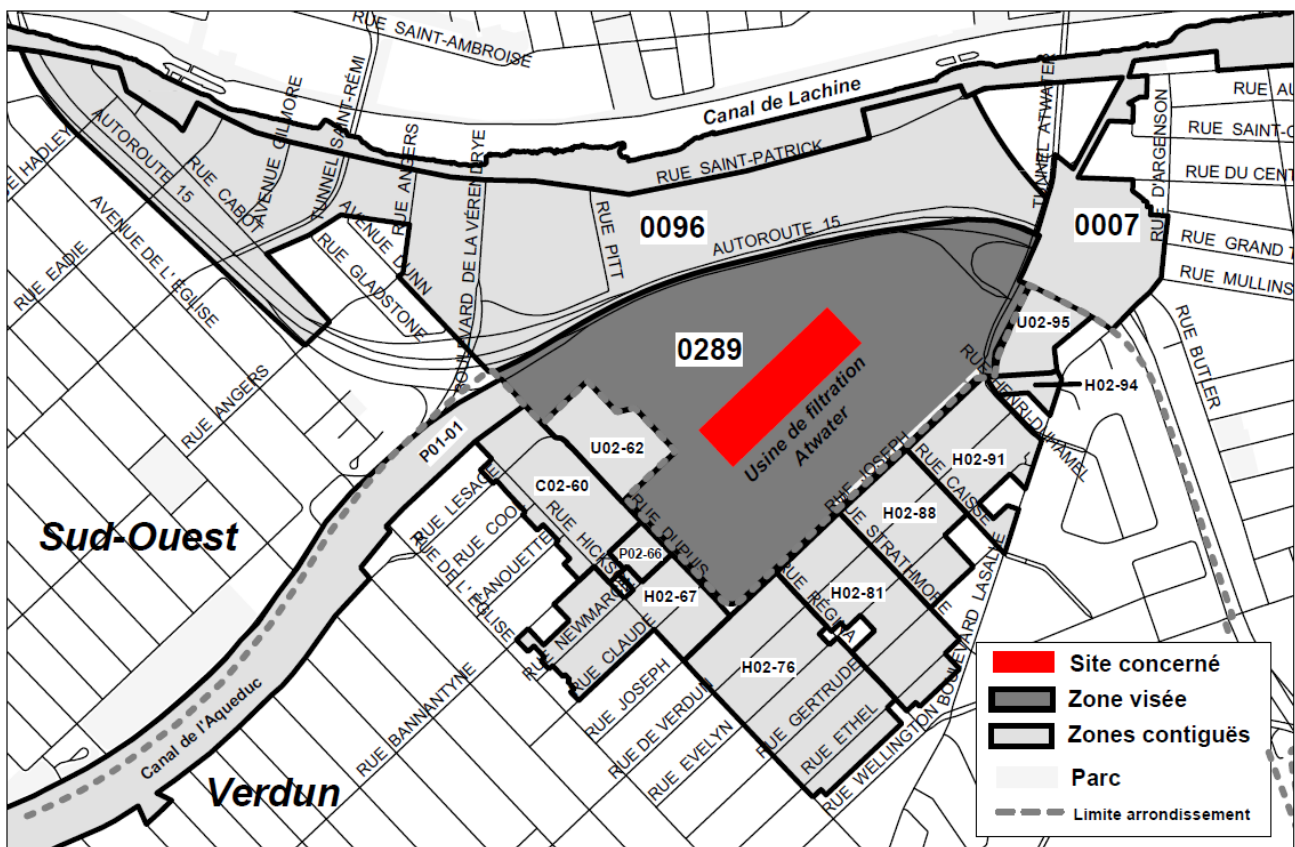 RUE SAINT-AMBROISE
Canal de Lachine
TUNNEL ATWATER
RUE D'ARGENSON
RUE AU
RUE SAINT-C
RUE DU CENT
RUE GRAND T
RUE MULLINS
RUE BUTLER
RUE HADLEY
AUTOROUTE 15
RUE CABOT
AVENUE GILMORE
TUNNEL SAINT-RÉMI
RUE ANGERS
BOULEVARD DE LA VÉRENDRYE
RUE SAINT-PATRICK
RUE PITT
0096
AUTOROUTE 15
0007
RUE EADIE
AVENUE DE L'ÉGLISE
AVENUE DUNN
RUE GLADSTONE
RUE ANGERS
0289
Usine de filtration
Atwater
U02-95
H02-94
RUE HENRI-DUHAMEL
P01-01
U02-62
C02-60
RUE LESAGE
RUE COO
RUE DE L'ÉGLISE
LANOUETTE
RUE HICKSON
RUE DUPUIS
P02-66
H02-67
RUE NEWMARCH
RUE CLAUDE
RUE JOSEPH
RUE JOSEPH
H02-91
RUE CAISSE
H02-88
RUE STRATHMORE
RUE RÉGINA
H02-81
H02-76
RUE GERTRUDE
RUE ETHEL
RUE DE VERDUN
RUE EVELYN
RUE WELLINGTON
BOULEVARD LASALLE
Sud-Ouest
Verdun
Canal de l'Aqueduc
RUE BANNANTYNE
Site concerné
Zone visée
Zones contiguës
Parc
Limite arrondissement